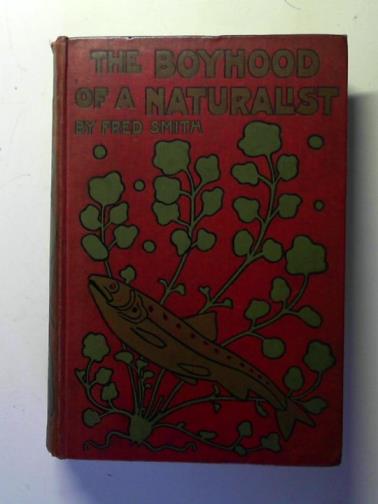 THE BOYHOOD
OF A NATURALIST
BY FRED SMITH